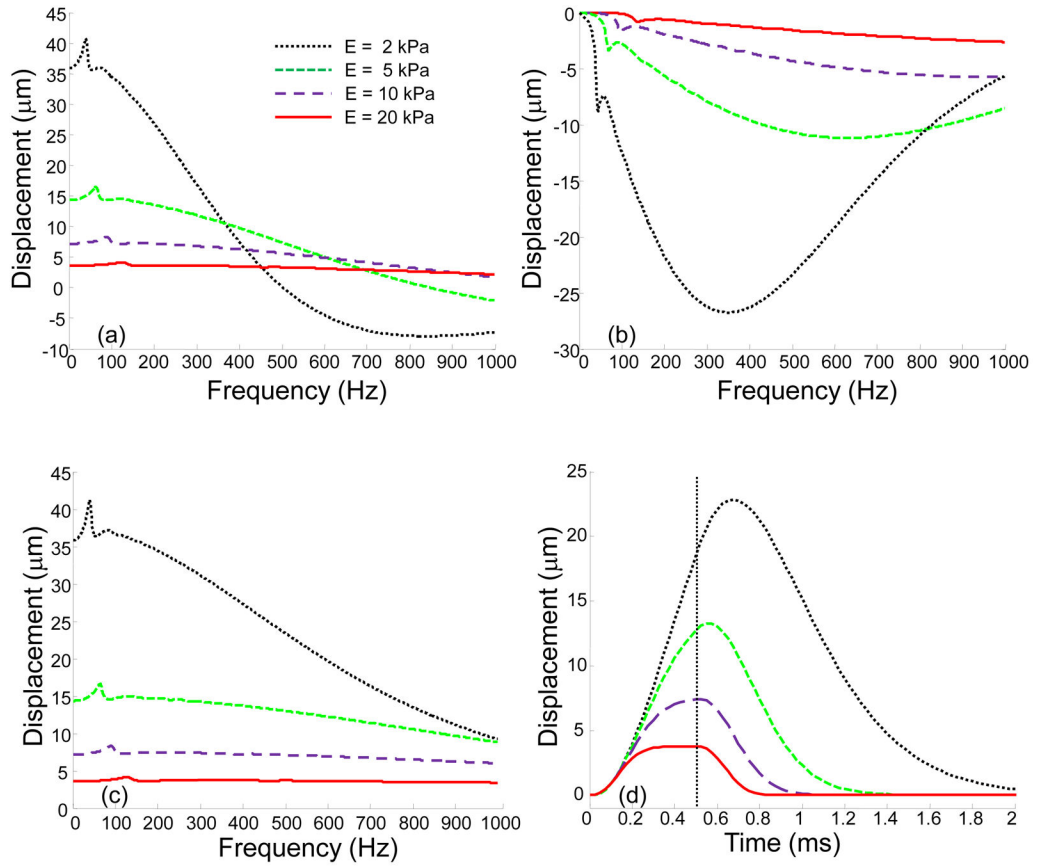 45
40
35
30
25
20
15
10
5
0
-5
-10
Displacement (μm)
E = 2 kPa
E = 5 kPa
E = 10 kPa
E = 20 kPa
(a)
0 100 200 300 400 500 600 700 800 900 1000
Frequency (Hz)
0
-5
-10
-15
-20
-25
-30
Displacement (μm)
(b)
0 100 200 300 400 500 600 700 800 900 1000
Frequency (Hz)
45
40
35
30
25
20
15
10
5
0
Displacement (μm)
(c)
0 100 200 300 400 500 600 700 800 900 1000
Frequency (Hz)
25
20
15
10
5
0
Displacement (μm)
(d)
0 0.2 0.4 0.6 0.8 1 1.2 1.4 1.6 1.8 2
Time (ms)